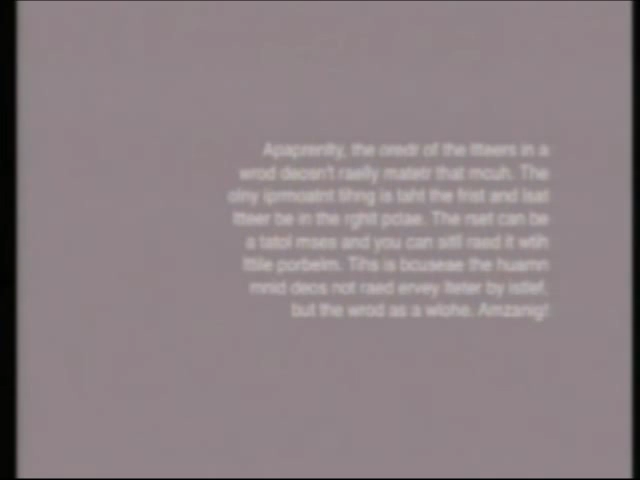 Apaprenlty, the oredr of the ltteers in a
wrod deosn't raelly matetr that mcuh. The
olny iprmoatnt tihng is taht the frist and lsat
ltteer be in the rghit pclae. The rset can be
a tatol mses and you can sitll raed it wtih
lttile porbelm. Tihs is bcuseae the huamn
mnid deos not raed ervey lteter by istlef,
but the wrod as a wlohe. Amzanig!